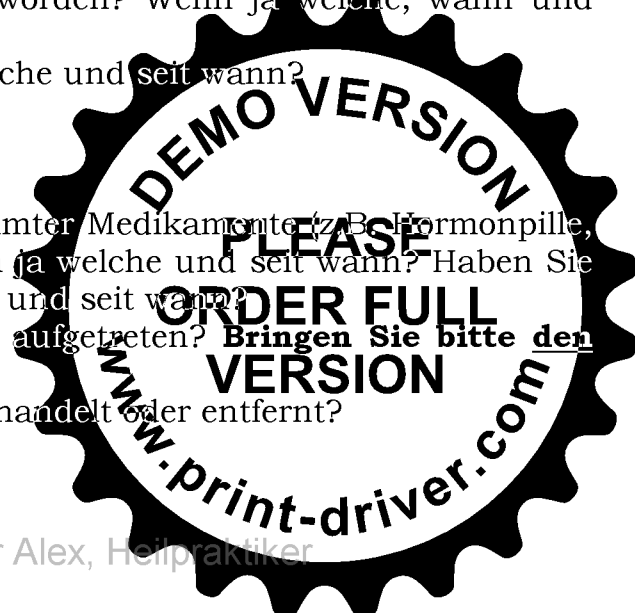 worden? Wenn ja welche, wann und
che und seit wann?
DEMO VERSION
mter Medikamente (z.B. Hormonpille,
PLEASE
ja welche und seit wann? Haben Sie
und seit wann?
ORDER FULL
aufgetreten? Bringen Sie bitte den
VERSION
handelt oder entfernt?
www.print-driver.com
Alex, Heilpraktiker